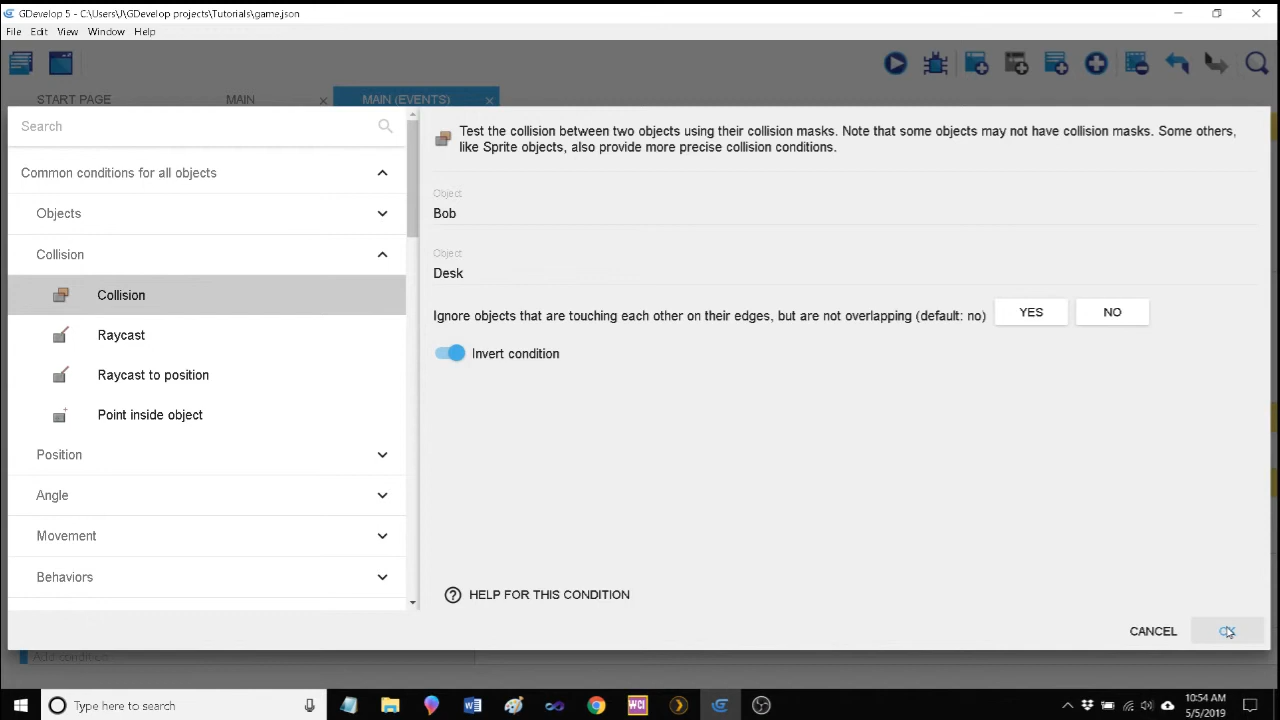 GDevelop 5 - C:\Users\J\GDevelop projects\Tutorials\game.json
File Edit View Window Help
START PAGE MAIN MAIN (EVENTS)
Search
Common conditions for all objects
Objects
Collision
Collision
Raycast
Raycast to position
Point inside object
Position
Angle
Movement
Behaviors
Test the collision between two objects using their collision masks. Note that some objects may not have collision masks. Some others,
like Sprite objects, also provide more precise collision conditions.
Object
Bob
Object
Desk
Ignore objects that are touching each other on their edges, but are not overlapping (default: no) YES NO
Invert condition
HELP FOR THIS CONDITION
CANCEL OK
Add condition
Type here to search
10:54 AM
5/5/2019